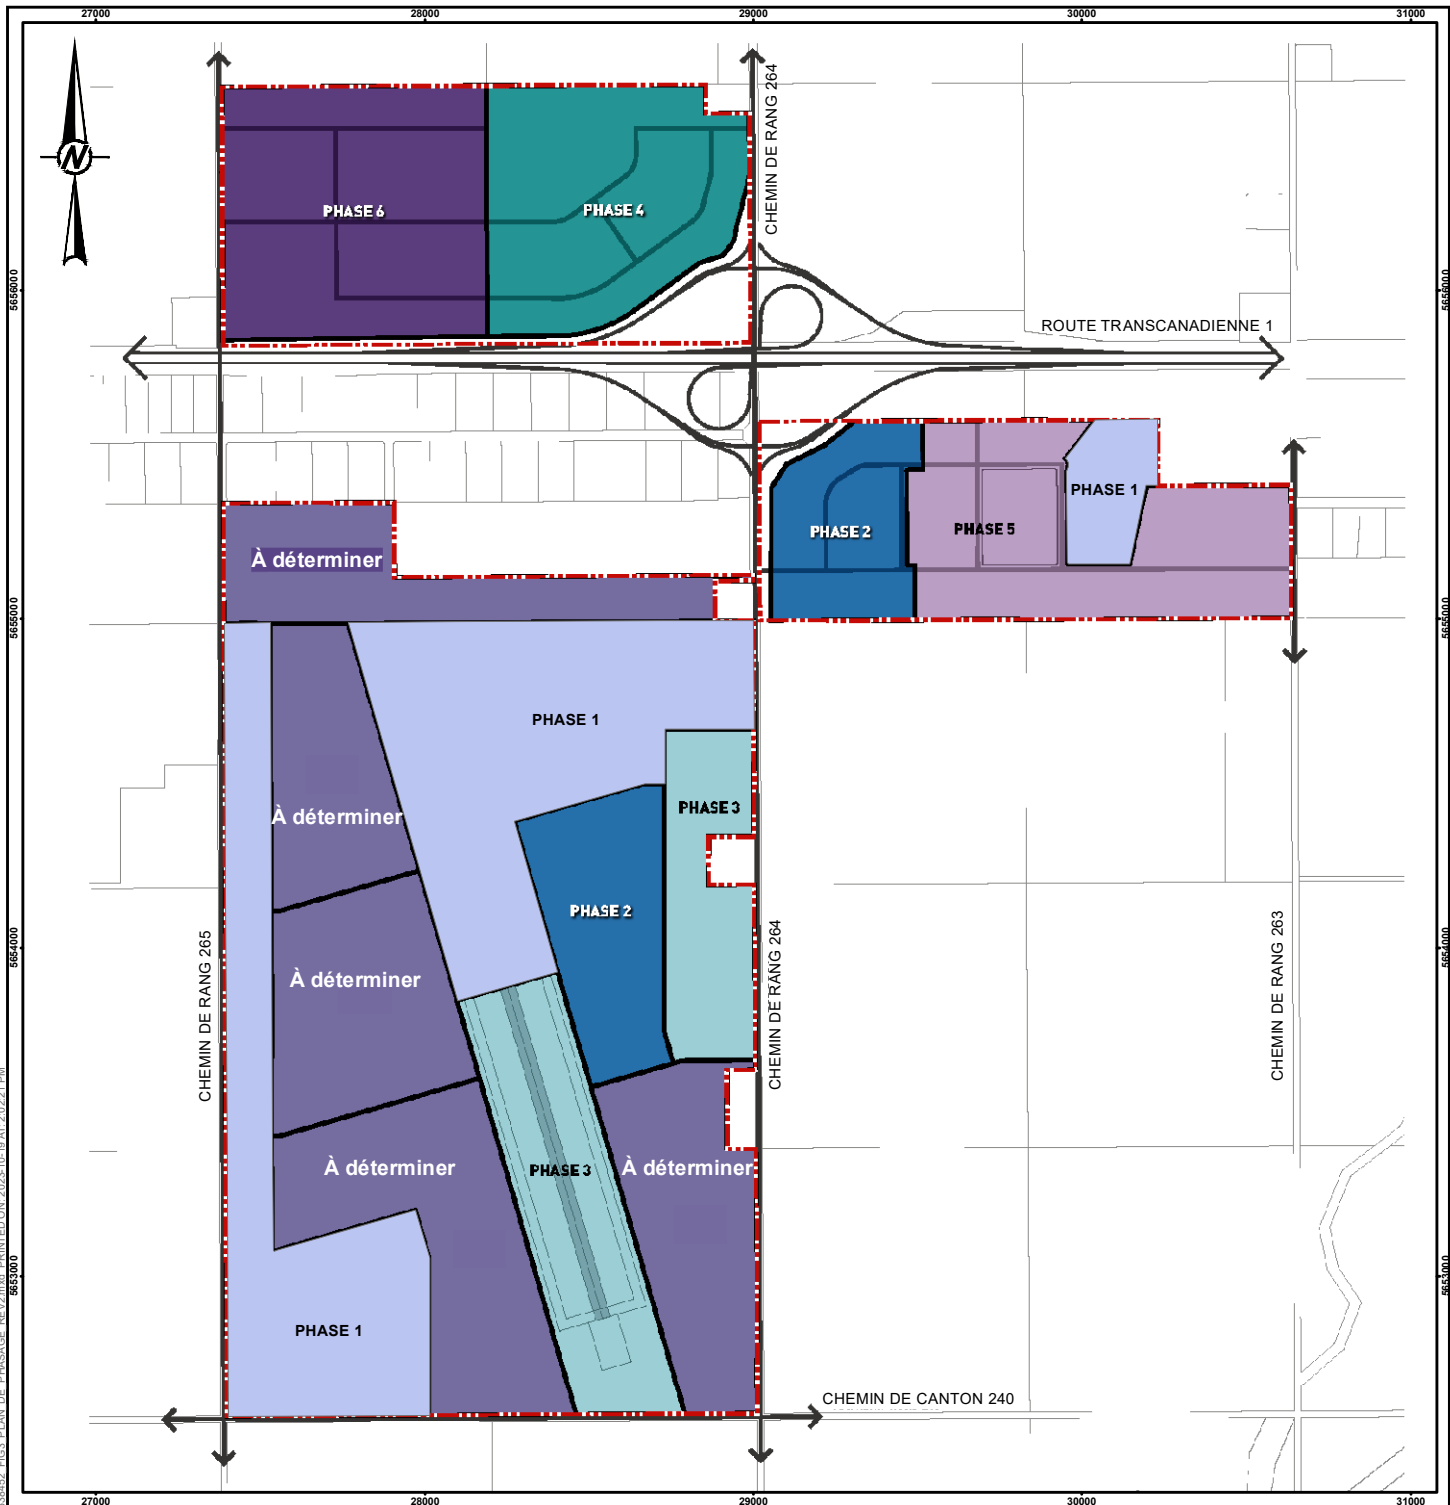 27000 28000 29000 30000 31000
N
CHEMIN DE RANG 264
PHASE 6
PHASE 4
5656000
5656000
ROUTE TRANSCANADIENNE 1
PHASE 1
PHASE 2
PHASE 5
À déterminer
5655000
5655000
PHASE 1
PHASE 3
À déterminer
PHASE 2
À déterminer
5654000
5654000
CHEMIN DE RANG 265
CHEMIN DE RANG 264
CHEMIN DE RANG 263
À déterminer
PHASE 3
À déterminer
5653000
5653000
PHASE 1
CHEMIN DE CANTON 240
27000 28000 29000 30000 31000